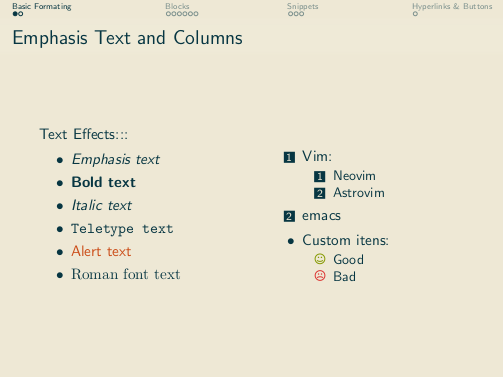 Basic Formating
Blocks
Snippets
Hyperlinks & Buttons
Emphasis Text and Columns
Text Effects:::
• Emphasis text
• Bold text
• Italic text
• Teletype text
• Alert text
• Roman font text
1 Vim:
1 Neovim
2 Astrovim
2 emacs
• Custom itens:
☺ Good
☹ Bad